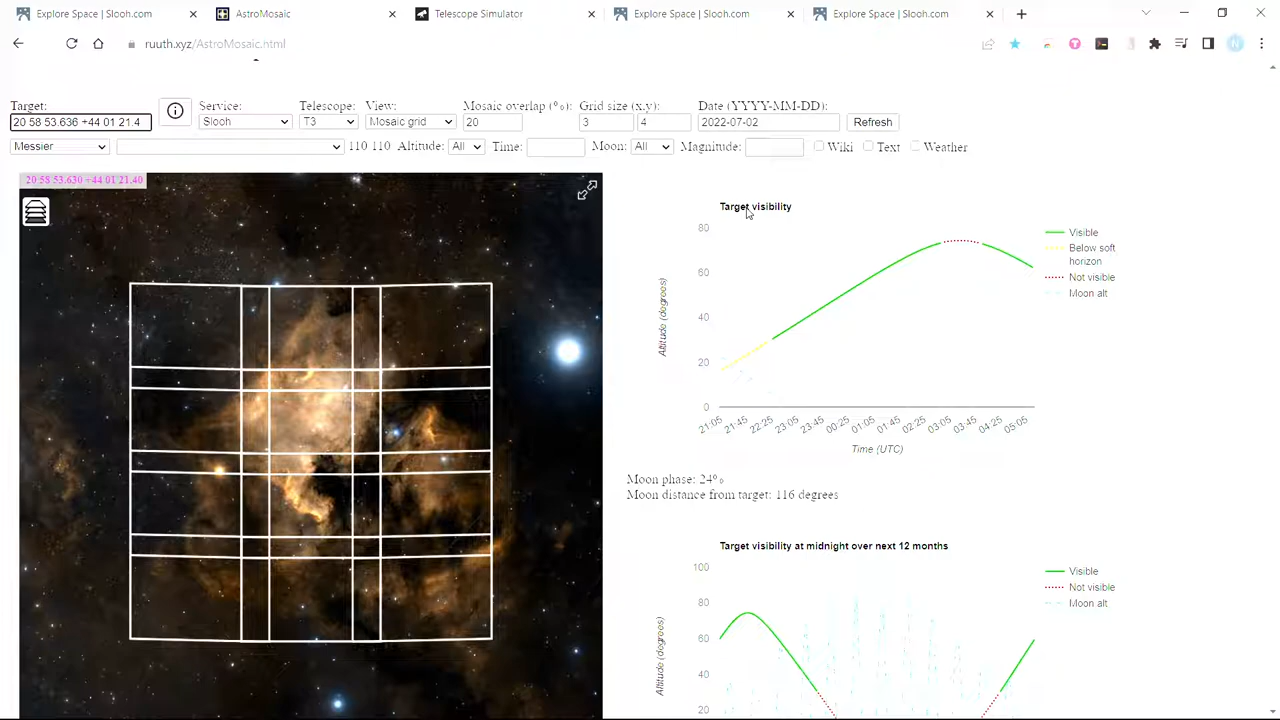 Explore Space | Slooh.com
AstroMosaic
Telescope Simulator
Explore Space | Slooh.com
Explore Space | Slooh.com
ruuth.xyz/AstroMosaic.html
Target:
Service:
Telescope:
View:
Mosaic overlap (%):
Grid size (x,y):
Date (YYYY-MM-DD):
20 58 53.636 +44 01 21.4
Slooh
T3
Mosaic grid
20
3
4
2022-07-02
Refresh
Messier
110 110
Altitude:
All
Time:
Moon:
All
Magnitude:
Wiki
Text
Weather
20 58 53.630 +44 01 21.40
Target visibility
80
60
40
20
0
Altitude (degrees)
21:05 21:45 22:25 23:05 23:45 00:25 01:05 01:45 02:25 03:05 03:45 04:25 05:05
Time (UTC)
Visible
Below soft
horizon
Not visible
Moon alt
Moon phase: 24%
Moon distance from target: 116 degrees
Target visibility at midnight over next 12 months
100
80
60
40
20
Altitude (degrees)
Visible
Not visible
Moon alt